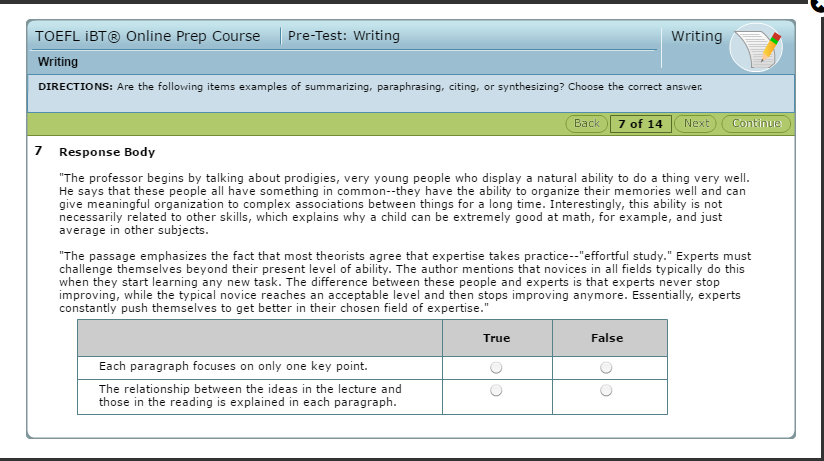 TOEFL iBT® Online Prep Course Pre-Test: Writing Writing
Writing
DIRECTIONS: Are the following items examples of summarizing, paraphrasing, citing, or synthesizing? Choose the correct answer.
Back 7 of 14 Next Continue
7 Response Body
"The professor begins by talking about prodigies, very young people who display a natural ability to do a thing very well.
He says that these people all have something in common--they have the ability to organize their memories well and can
give meaningful organization to complex associations between things for a long time. Interestingly, this ability is not
necessarily related to other skills, which explains why a child can be extremely good at math, for example, and just
average in other subjects.
"The passage emphasizes the fact that most theorists agree that expertise takes practice--"effortful study." Experts must
challenge themselves beyond their present level of ability. The author mentions that novices in all fields typically do this
when they start learning any new task. The difference between these people and experts is that experts never stop
improving, while the typical novice reaches an acceptable level and then stops improving anymore. Essentially, experts
constantly push themselves to get better in their chosen field of expertise."
True False
Each paragraph focuses on only one key point.
The relationship between the ideas in the lecture and
those in the reading is explained in each paragraph.